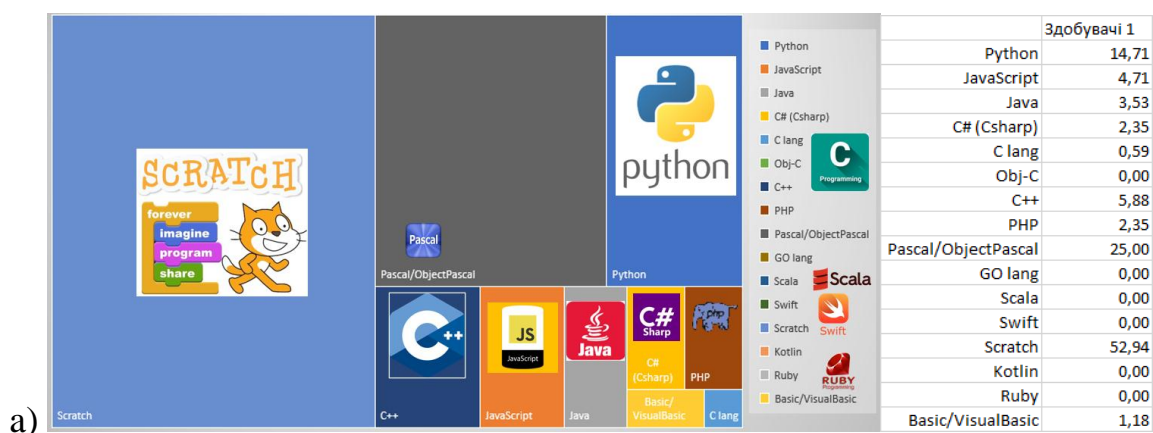 SCRATCH
forever
imagine
program
share
Scratch
Pascal
Pascal/ObjectPascal
python
Python
C++
C++
JS
JavaScript
JavaScript
Java
Java
C#
Sharp
C#
(Csharp)
php
PHP
Basic/
VisualBasic
C lang
Python
JavaScript
Java
C# (Csharp)
C lang
Obj-C
C++
PHP
Pascal/ObjectPascal
GO lang
Scala
Swift
Scratch
Kotlin
Ruby
Basic/VisualBasic
C
Programming
Scala
Swift
RUBY
Programming
Здобувачі 1
Python 14,71
JavaScript 4,71
Java 3,53
C# (Csharp) 2,35
C lang 0,59
Obj-C 0,00
C++ 5,88
PHP 2,35
Pascal/ObjectPascal 25,00
GO lang 0,00
Scala 0,00
Swift 0,00
Scratch 52,94
Kotlin 0,00
Ruby 0,00
Basic/VisualBasic 1,18
а)